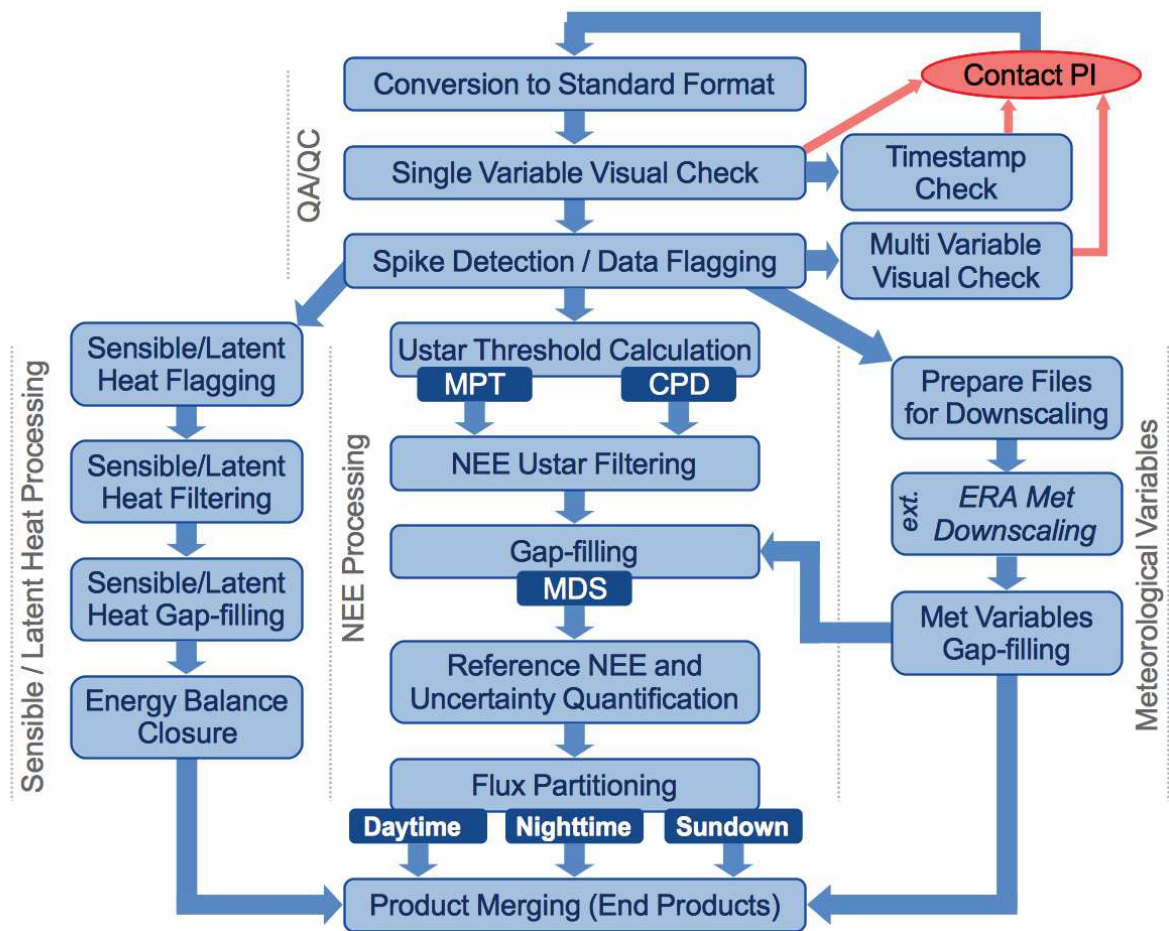 Conversion to Standard Format
Contact PI
QA/QC
Single Variable Visual Check
Timestamp
Check
Spike Detection / Data Flagging
Multi Variable
Visual Check
Sensible / Latent Heat Processing
Sensible/Latent
Heat Flagging
Sensible/Latent
Heat Filtering
Sensible/Latent
Heat Gap-filling
Energy Balance
Closure
NEE Processing
Ustar Threshold Calculation
MPT
CPD
NEE Ustar Filtering
Gap-filling
MDS
Reference NEE and
Uncertainty Quantification
Flux Partitioning
Daytime
Nighttime
Sundown
Prepare Files
for Downscaling
ext.
ERA Met
Downscaling
Met Variables
Gap-filling
Meteorological Variables
Product Merging (End Products)